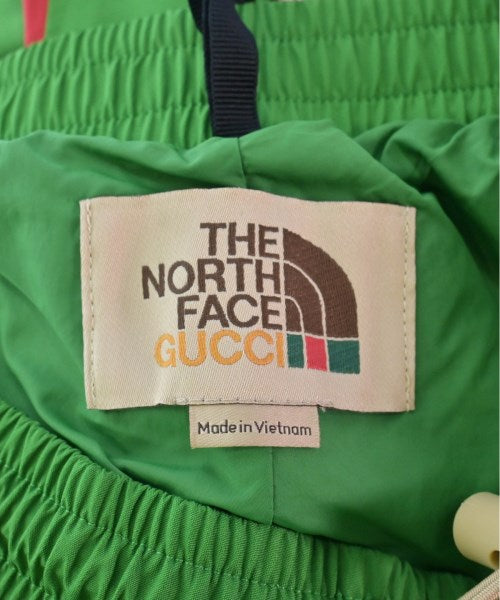 THE
NORTH
FACE
GUCCI
Made in Vietnam